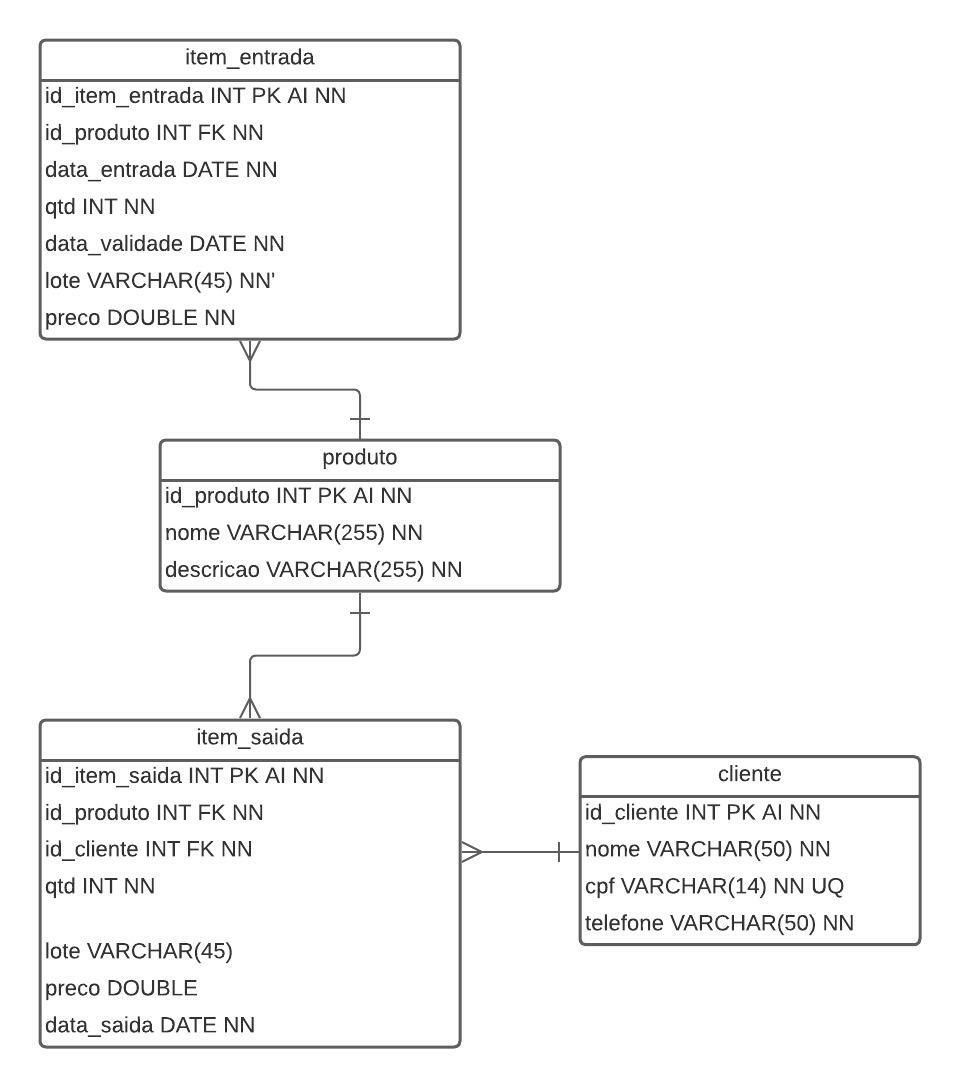 item_entrada
id_item_entrada INT PK AI NN
id_produto INT FK NN
data_entrada DATE NN
qtd INT NN
data_validade DATE NN
lote VARCHAR(45) NN'
preco DOUBLE NN
produto
id_produto INT PK AI NN
nome VARCHAR(255) NN
descricao VARCHAR(255) NN
item_saida
id_item_saida INT PK AI NN
id_produto INT FK NN
id_cliente INT FK NN
qtd INT NN
lote VARCHAR(45)
preco DOUBLE
data_saida DATE NN
cliente
id_cliente INT PK AI NN
nome VARCHAR(50) NN
cpf VARCHAR(14) NN UQ
telefone VARCHAR(50) NN